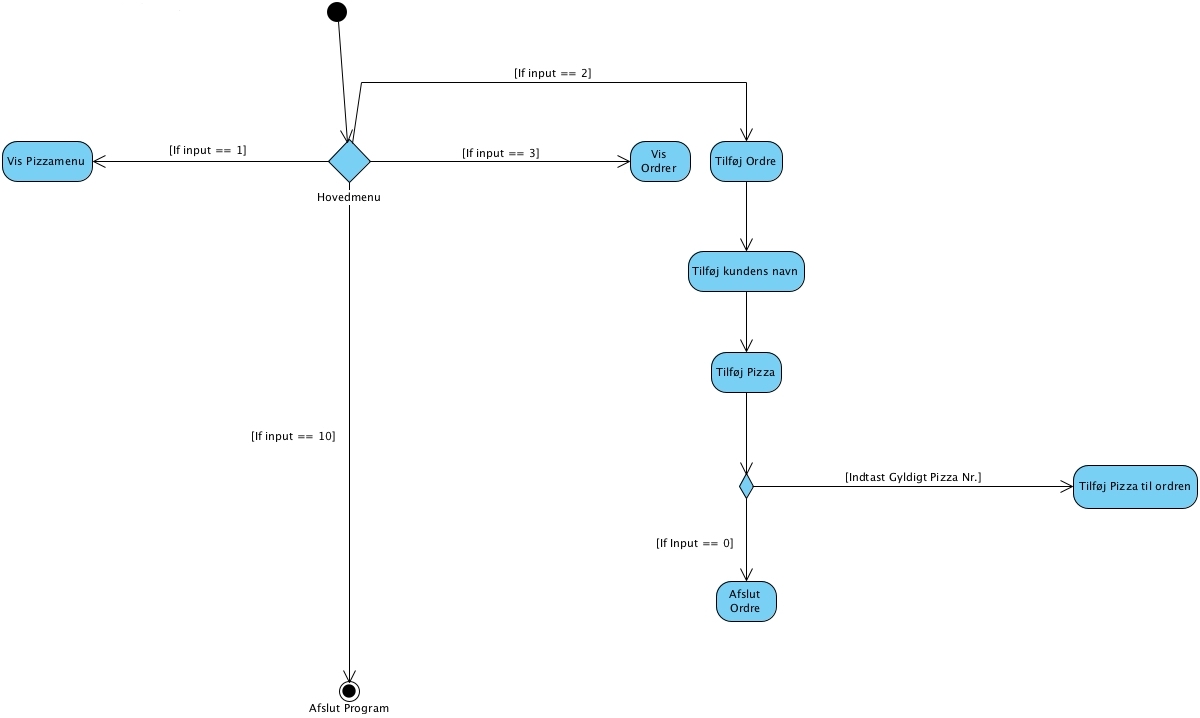 [If input == 2]
[If input == 1]
[If input == 3]
Vis Pizzamenu
Vis
Ordrer
Tilføj Ordre
Hovedmenu
Tilføj kundens navn
Tilføj Pizza
[If input == 10]
[Indtast Gyldigt Pizza Nr.]
Tilføj Pizza til ordren
[If Input == 0]
Afslut
Ordre
Afslut Program